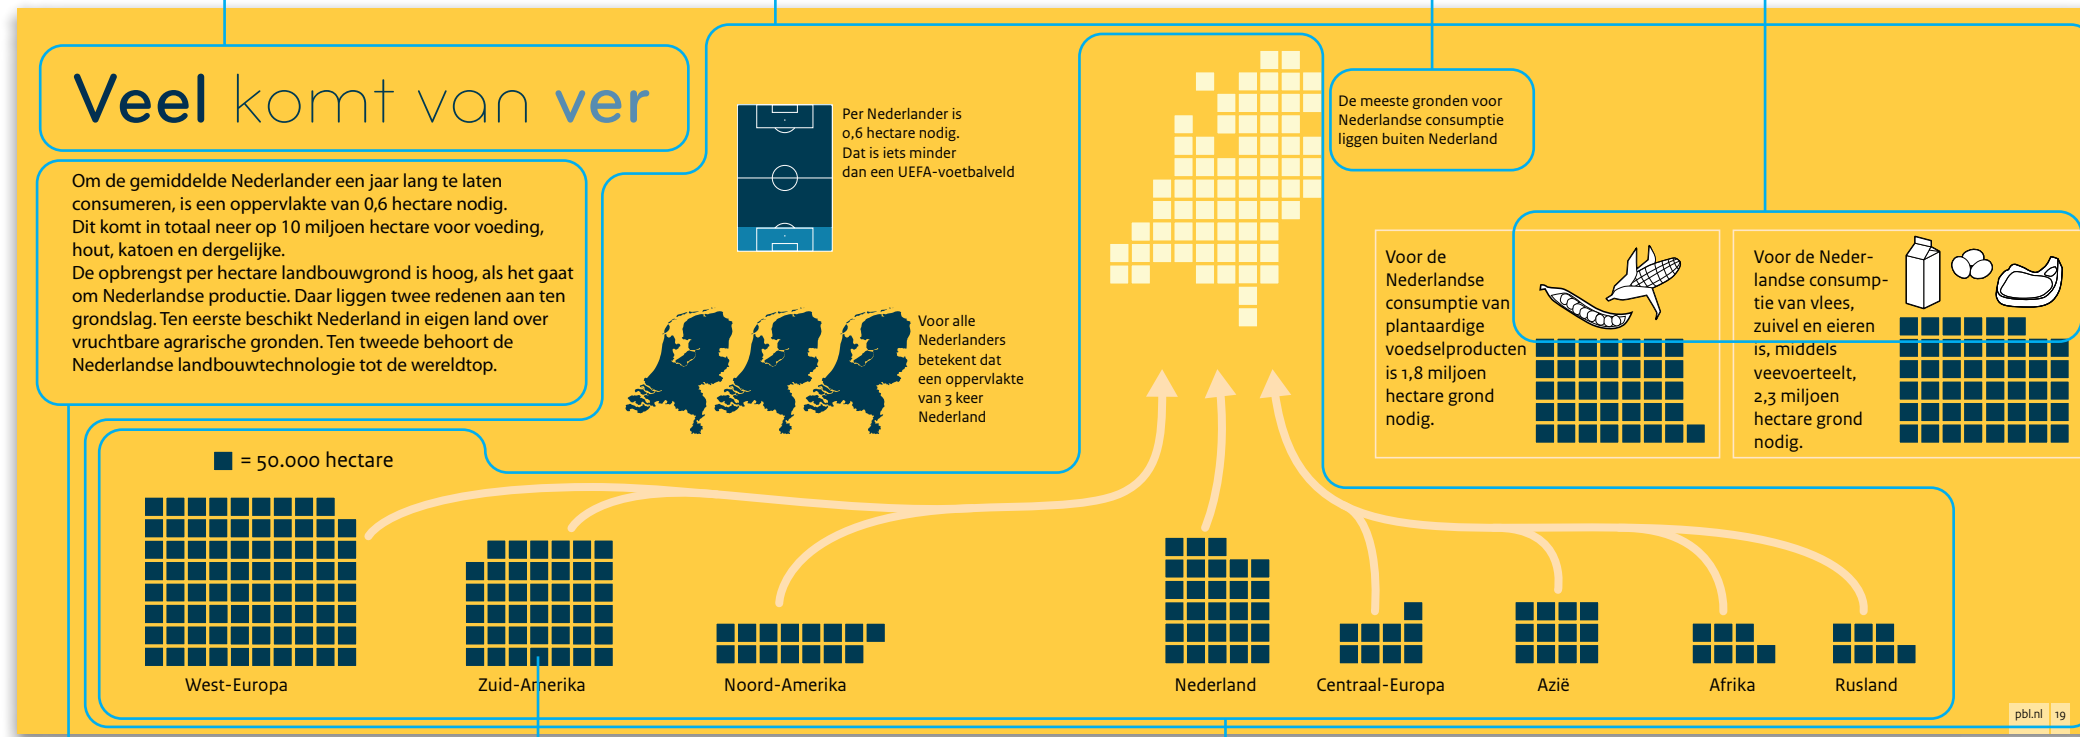 Veel komt van ver
Om de gemiddelde Nederlander een jaar lang te laten
consumeren, is een oppervlakte van 0,6 hectare nodig.
Dit komt in totaal neer op 10 miljoen hectare voor voeding,
hout, katoen en dergelijke.
De opbrengst per hectare landbouwgrond is hoog, als het gaat
om Nederlandse productie. Daar liggen twee redenen aan ten
grondslag. Ten eerste beschikt Nederland in eigen land over
vruchtbare agrarische gronden. Ten tweede behoort de
Nederlandse landbouwtechnologie tot de wereldtop.
Per Nederlander is
0,6 hectare nodig.
Dat is iets minder
dan een UEFA-voetbalveld
Voor alle
Nederlanders
betekent dat
een oppervlakte
van 3 keer
Nederland
De meeste gronden voor
Nederlandse consumptie
liggen buiten Nederland
Voor de
Nederlandse
consumptie van
plantaardige
voedselproducten
is 1,8 miljoen
hectare grond
nodig.
Voor de Neder-
landse consump-
tie van vlees,
zuivel en eieren
is, middels
veevoerteelt,
2,3 miljoen
hectare grond
nodig.
= 50.000 hectare
West-Europa
Zuid-Amerika
Noord-Amerika
Nederland
Centraal-Europa
Azië
Afrika
Rusland
pbl.nl 19